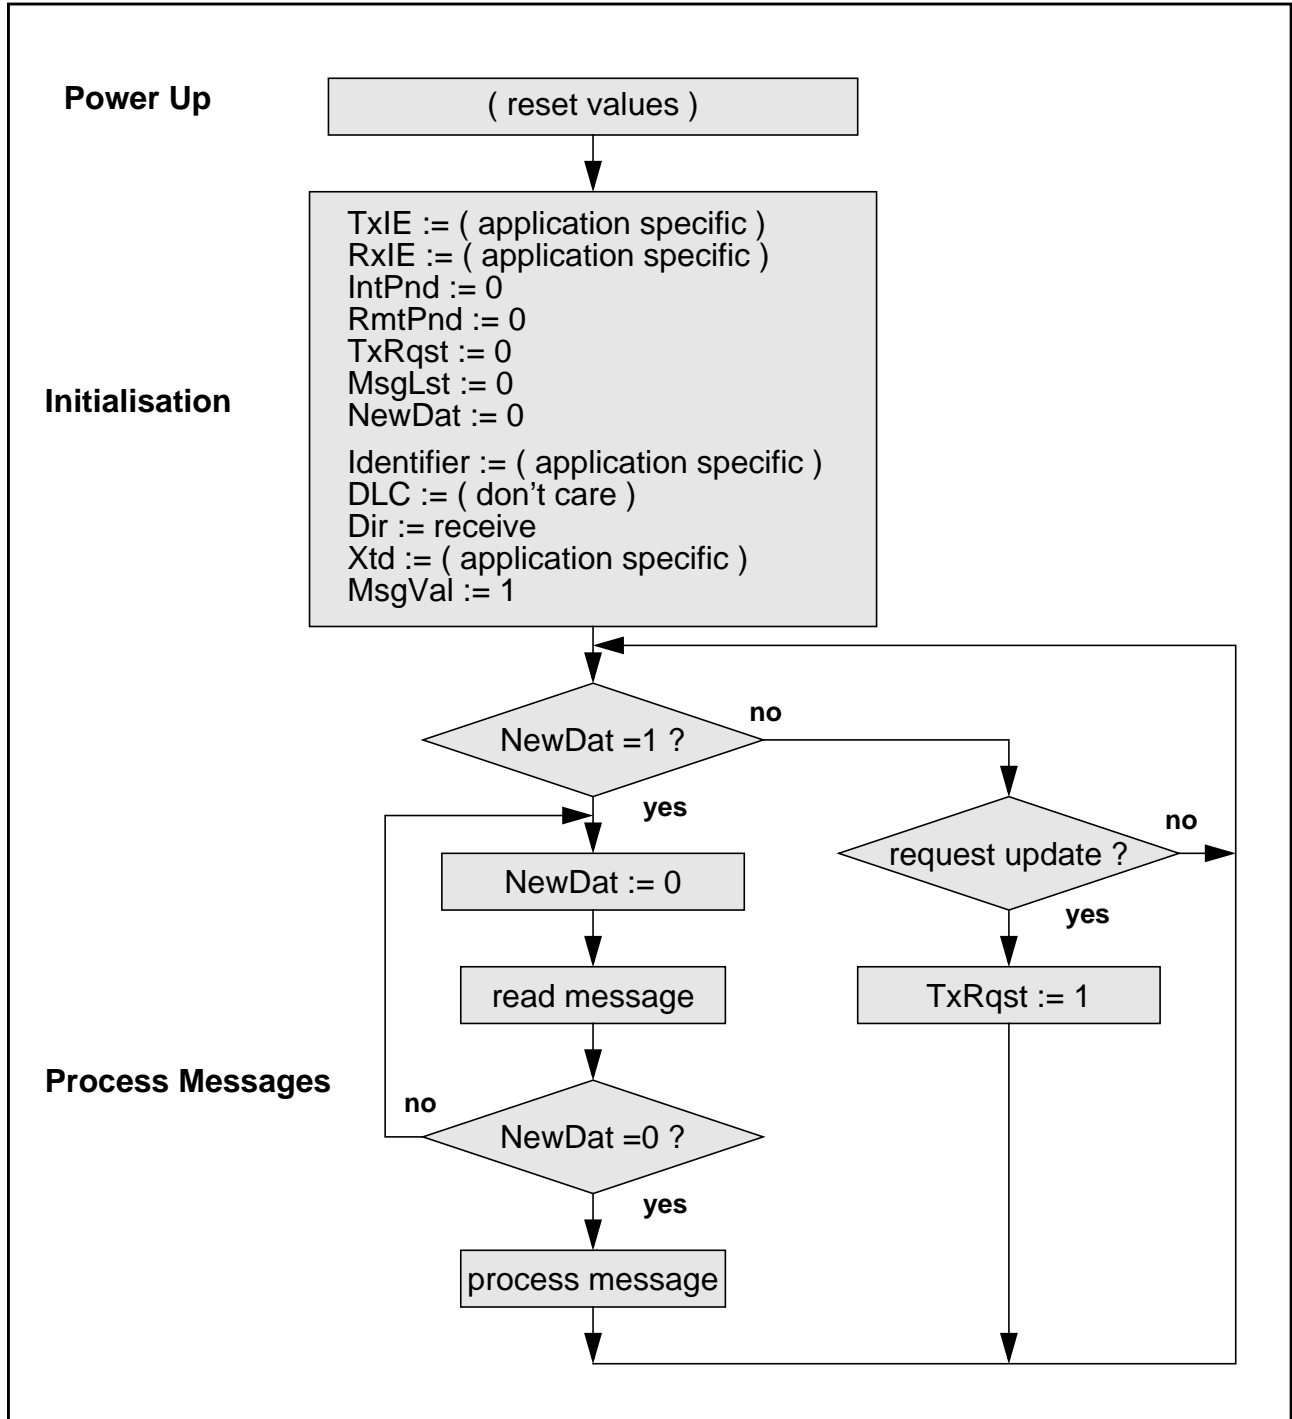 Power Up
( reset values )
Initialisation
TxIE := ( application specific )
RxIE := ( application specific )
IntPnd := 0
RmtPnd := 0
TxRqst := 0
MsgLst := 0
NewDat := 0
Identifier := ( application specific )
DLC := ( don’t care )
Dir := receive
Xtd := ( application specific )
MsgVal := 1
NewDat =1 ?
no
yes
request update ?
no
yes
NewDat := 0
read message
TxRqst := 1
Process Messages
NewDat =0 ?
no
yes
process message